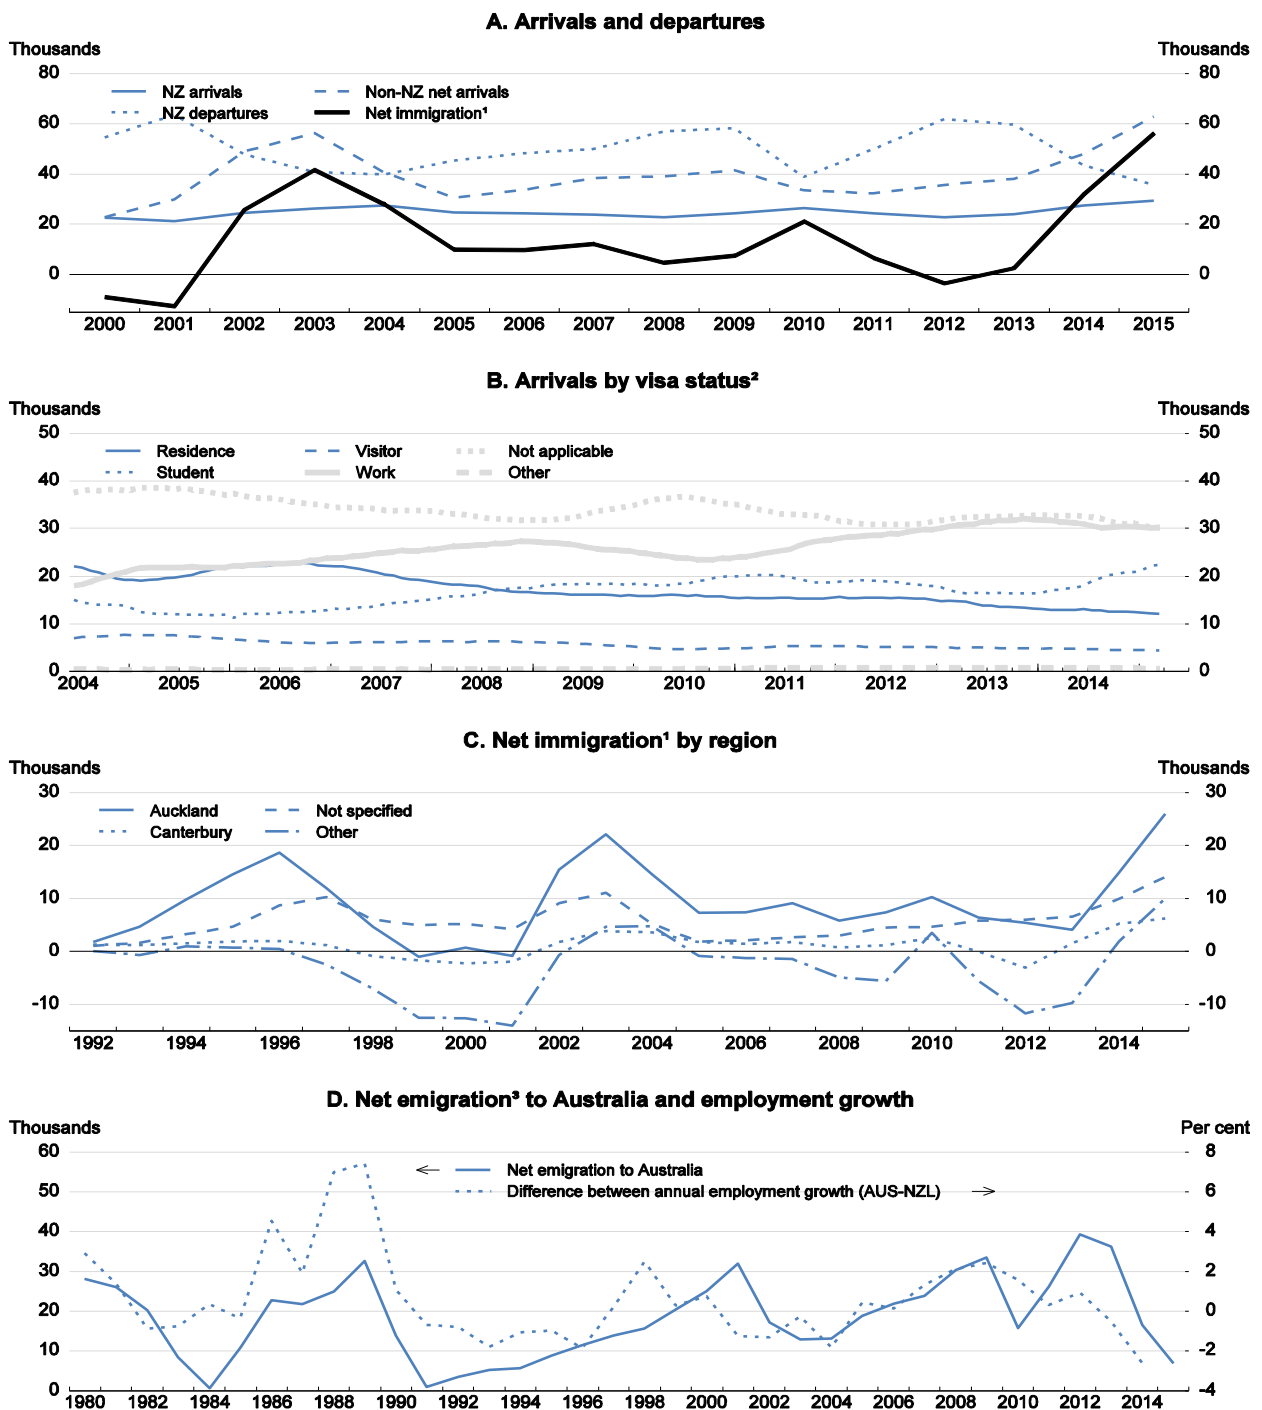 A. Arrivals and departures
Thousands Thousands
80 80
NZ arrivals Non-NZ net arrivals
NZ departures Net immigration¹
60 60
40 40
20 20
0 0
2000 2001 2002 2003 2004 2005 2006 2007 2008 2009 2010 2011 2012 2013 2014 2015
B. Arrivals by visa status²
Thousands Thousands
50 50
Residence Visitor Not applicable
Student Work Other
40 40
30 30
20 20
10 10
0 0
2004 2005 2006 2007 2008 2009 2010 2011 2012 2013 2014
C. Net immigration¹ by region
Thousands Thousands
30 30
Auckland Not specified
Canterbury Other
20 20
10 10
0 0
-10 -10
1992 1994 1996 1998 2000 2002 2004 2006 2008 2010 2012 2014
D. Net emigration³ to Australia and employment growth
Thousands Per cent
60 8
Net emigration to Australia
Difference between annual employment growth (AUS-NZL)
50 6
40 4
30 2
20 0
10 -2
0 -4
1980 1982 1984 1986 1988 1990 1992 1994 1996 1998 2000 2002 2004 2006 2008 2010 2012 2014